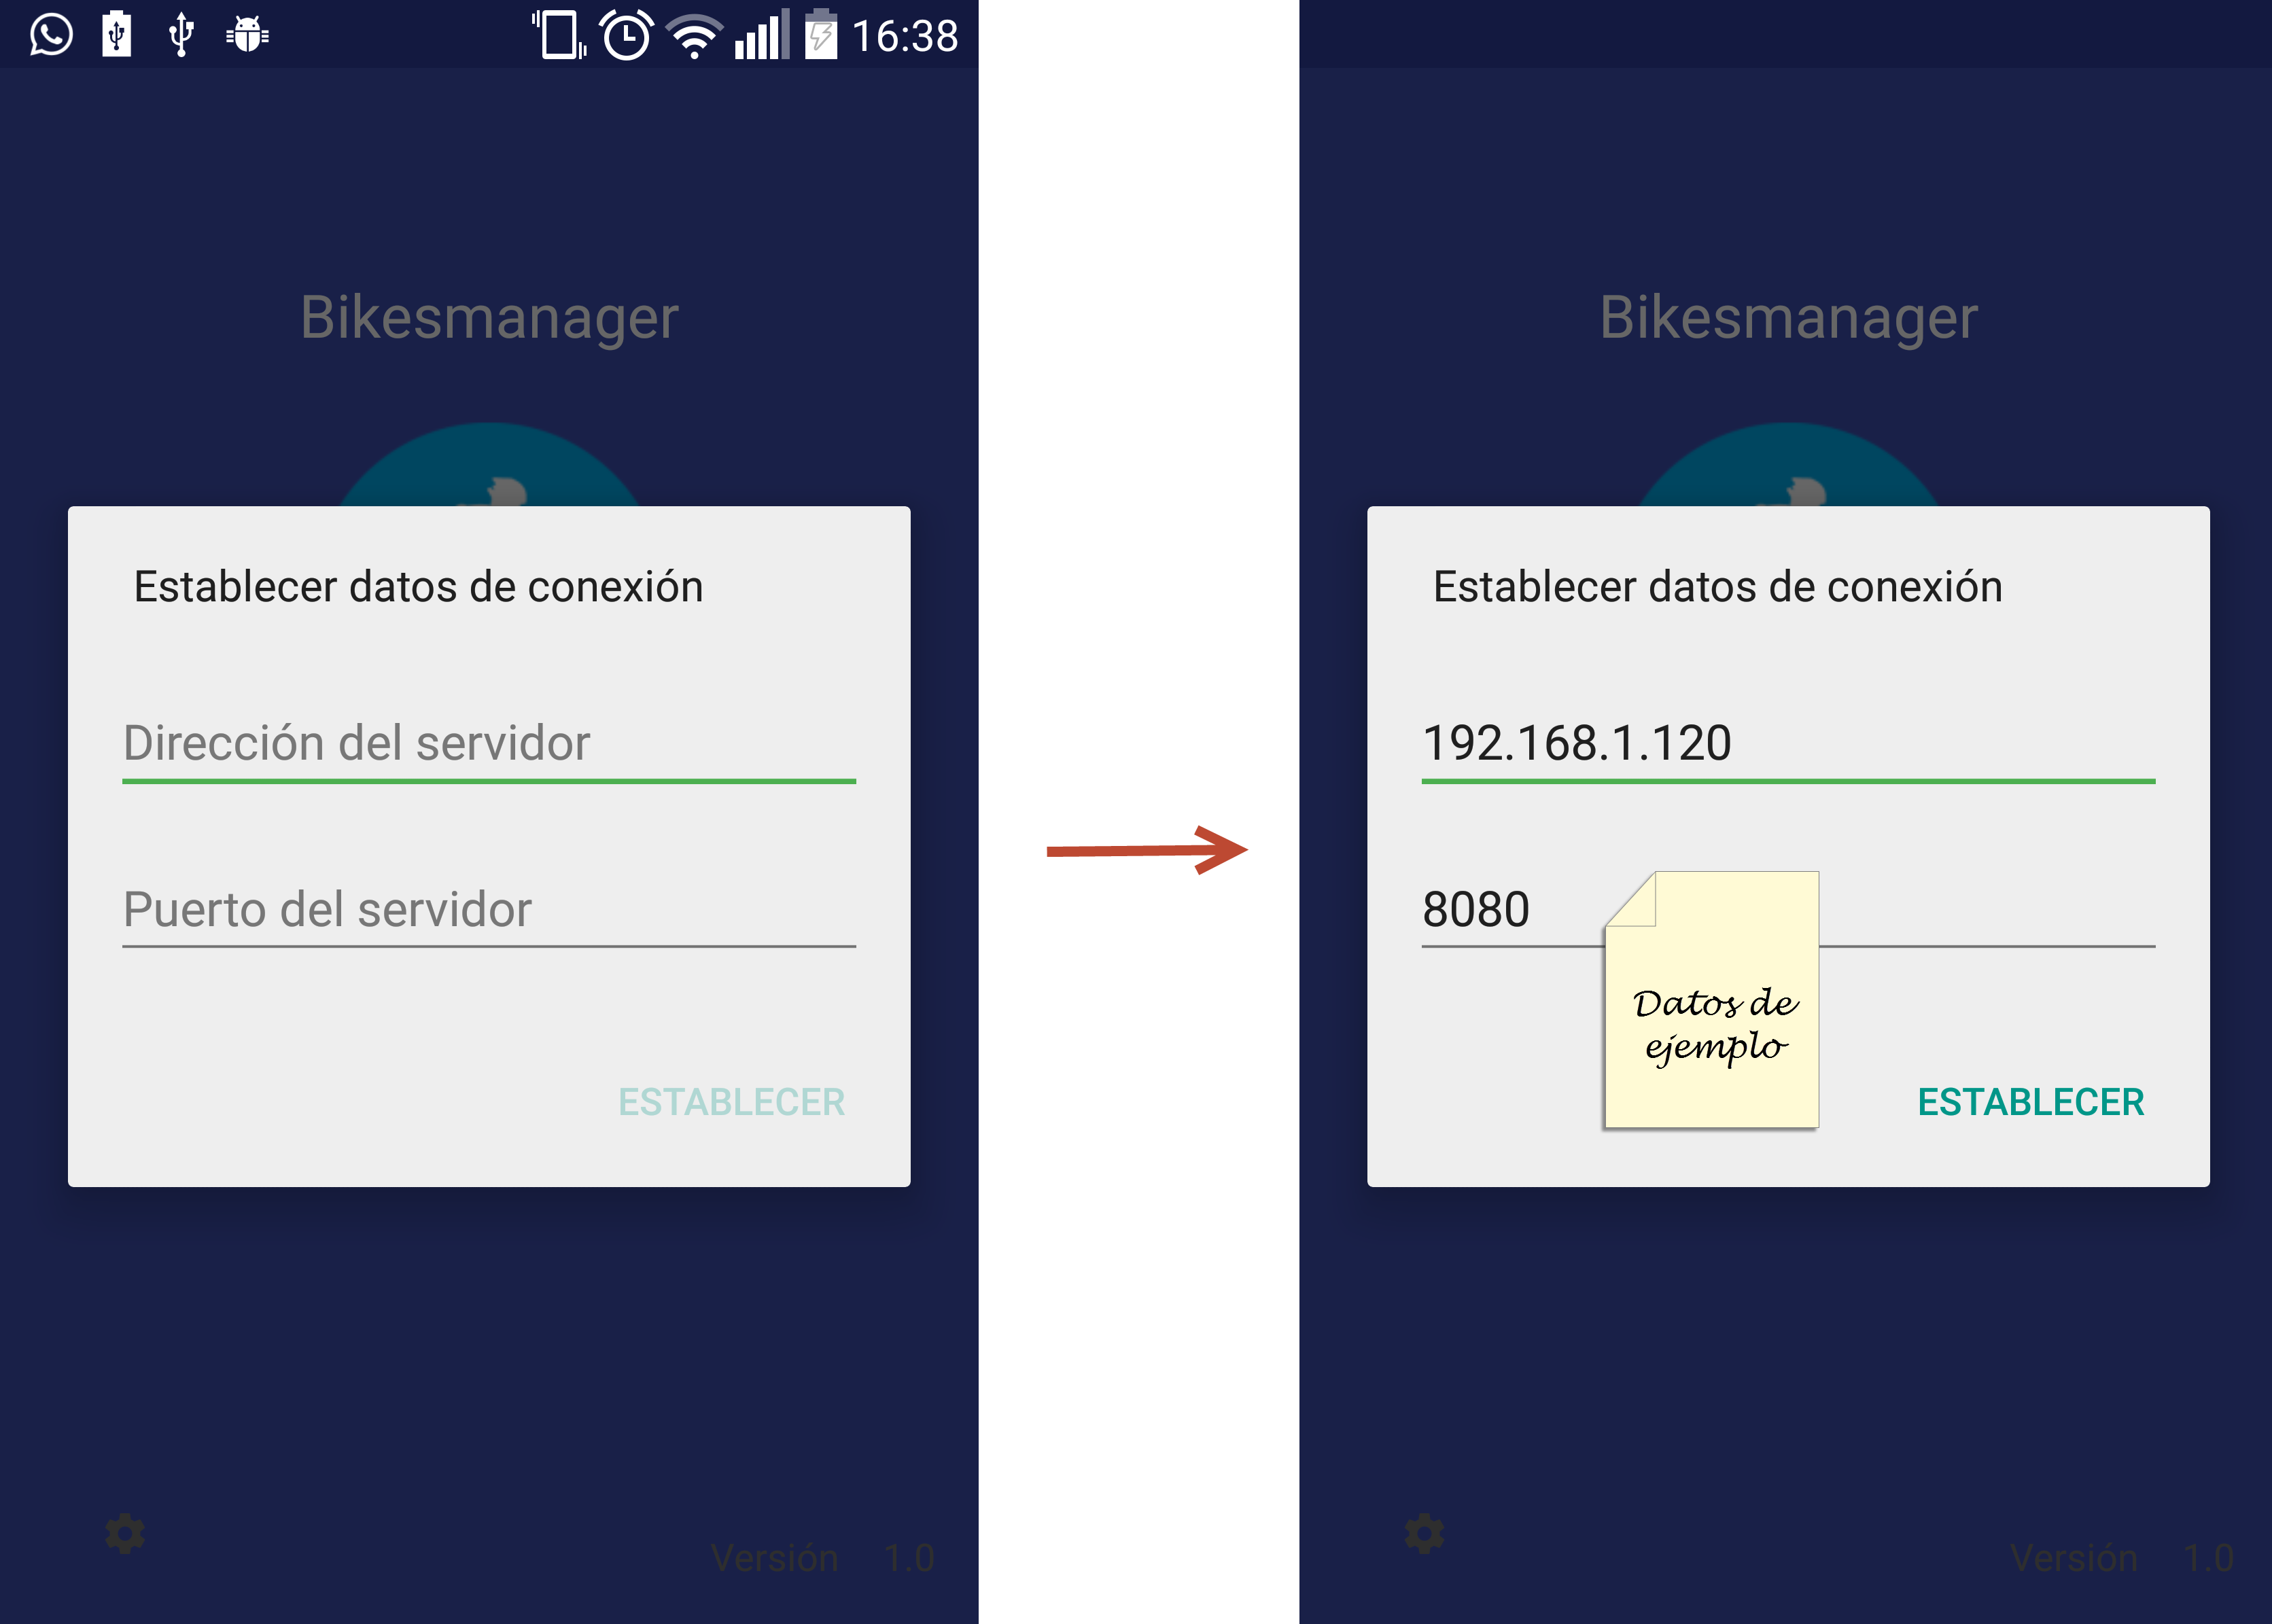 16:38
Bikesmanager
Establecer datos de conexión
Dirección del servidor
Puerto del servidor
ESTABLECER
Versión 1.0
Bikesmanager
Establecer datos de conexión
192.168.1.120
8080
Datos de
ejemplo
ESTABLECER
Versión 1.0